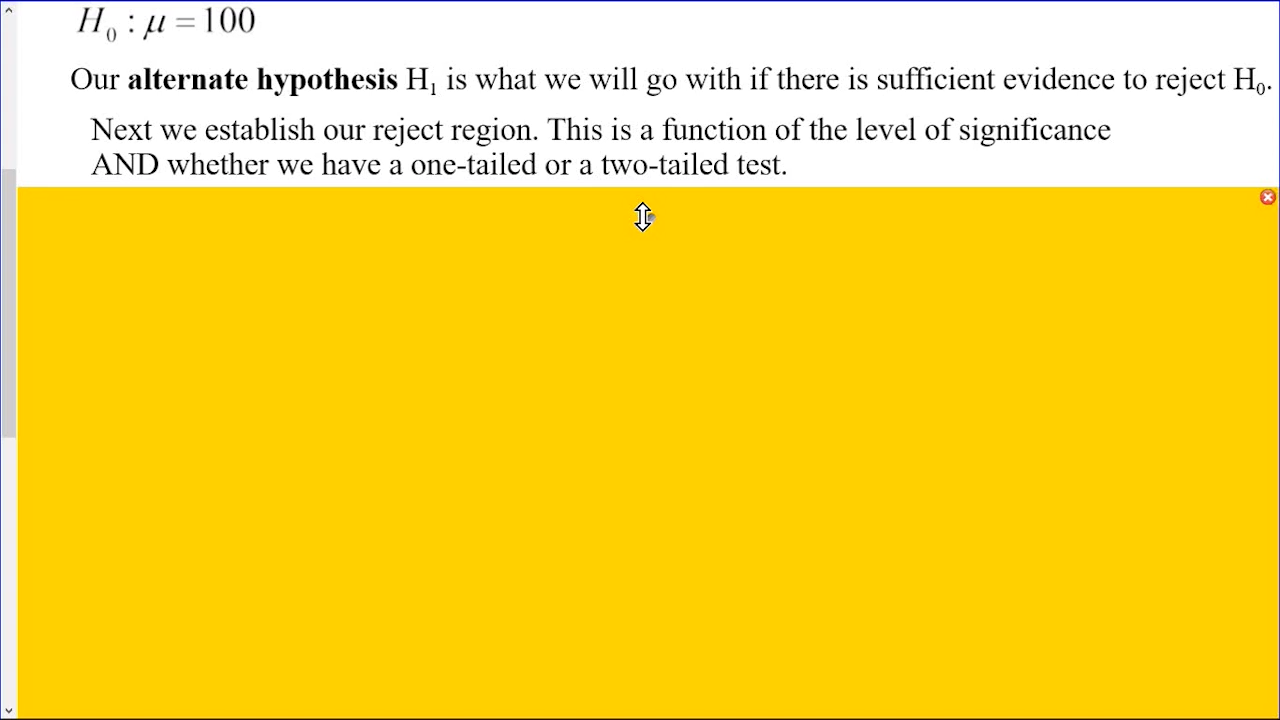 H₀ : μ = 100
Our alternate hypothesis H₁ is what we will go with if there is sufficient evidence to reject H₀.
Next we establish our reject region. This is a function of the level of significance
AND whether we have a one-tailed or a two-tailed test.